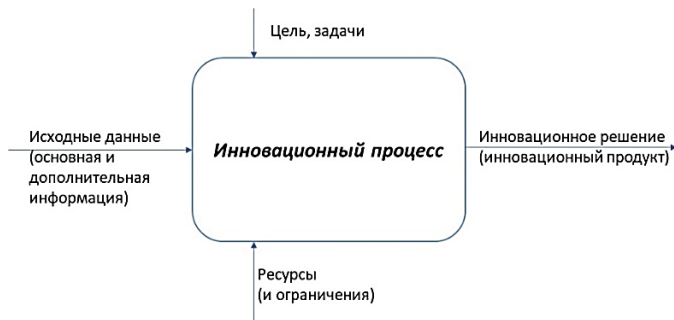 Цель, задачи
Исходные данные
(основная и
дополнительная
информация)
Инновационный процесс
Инновационное решение
(инновационный продукт)
Ресурсы
(и ограничения)